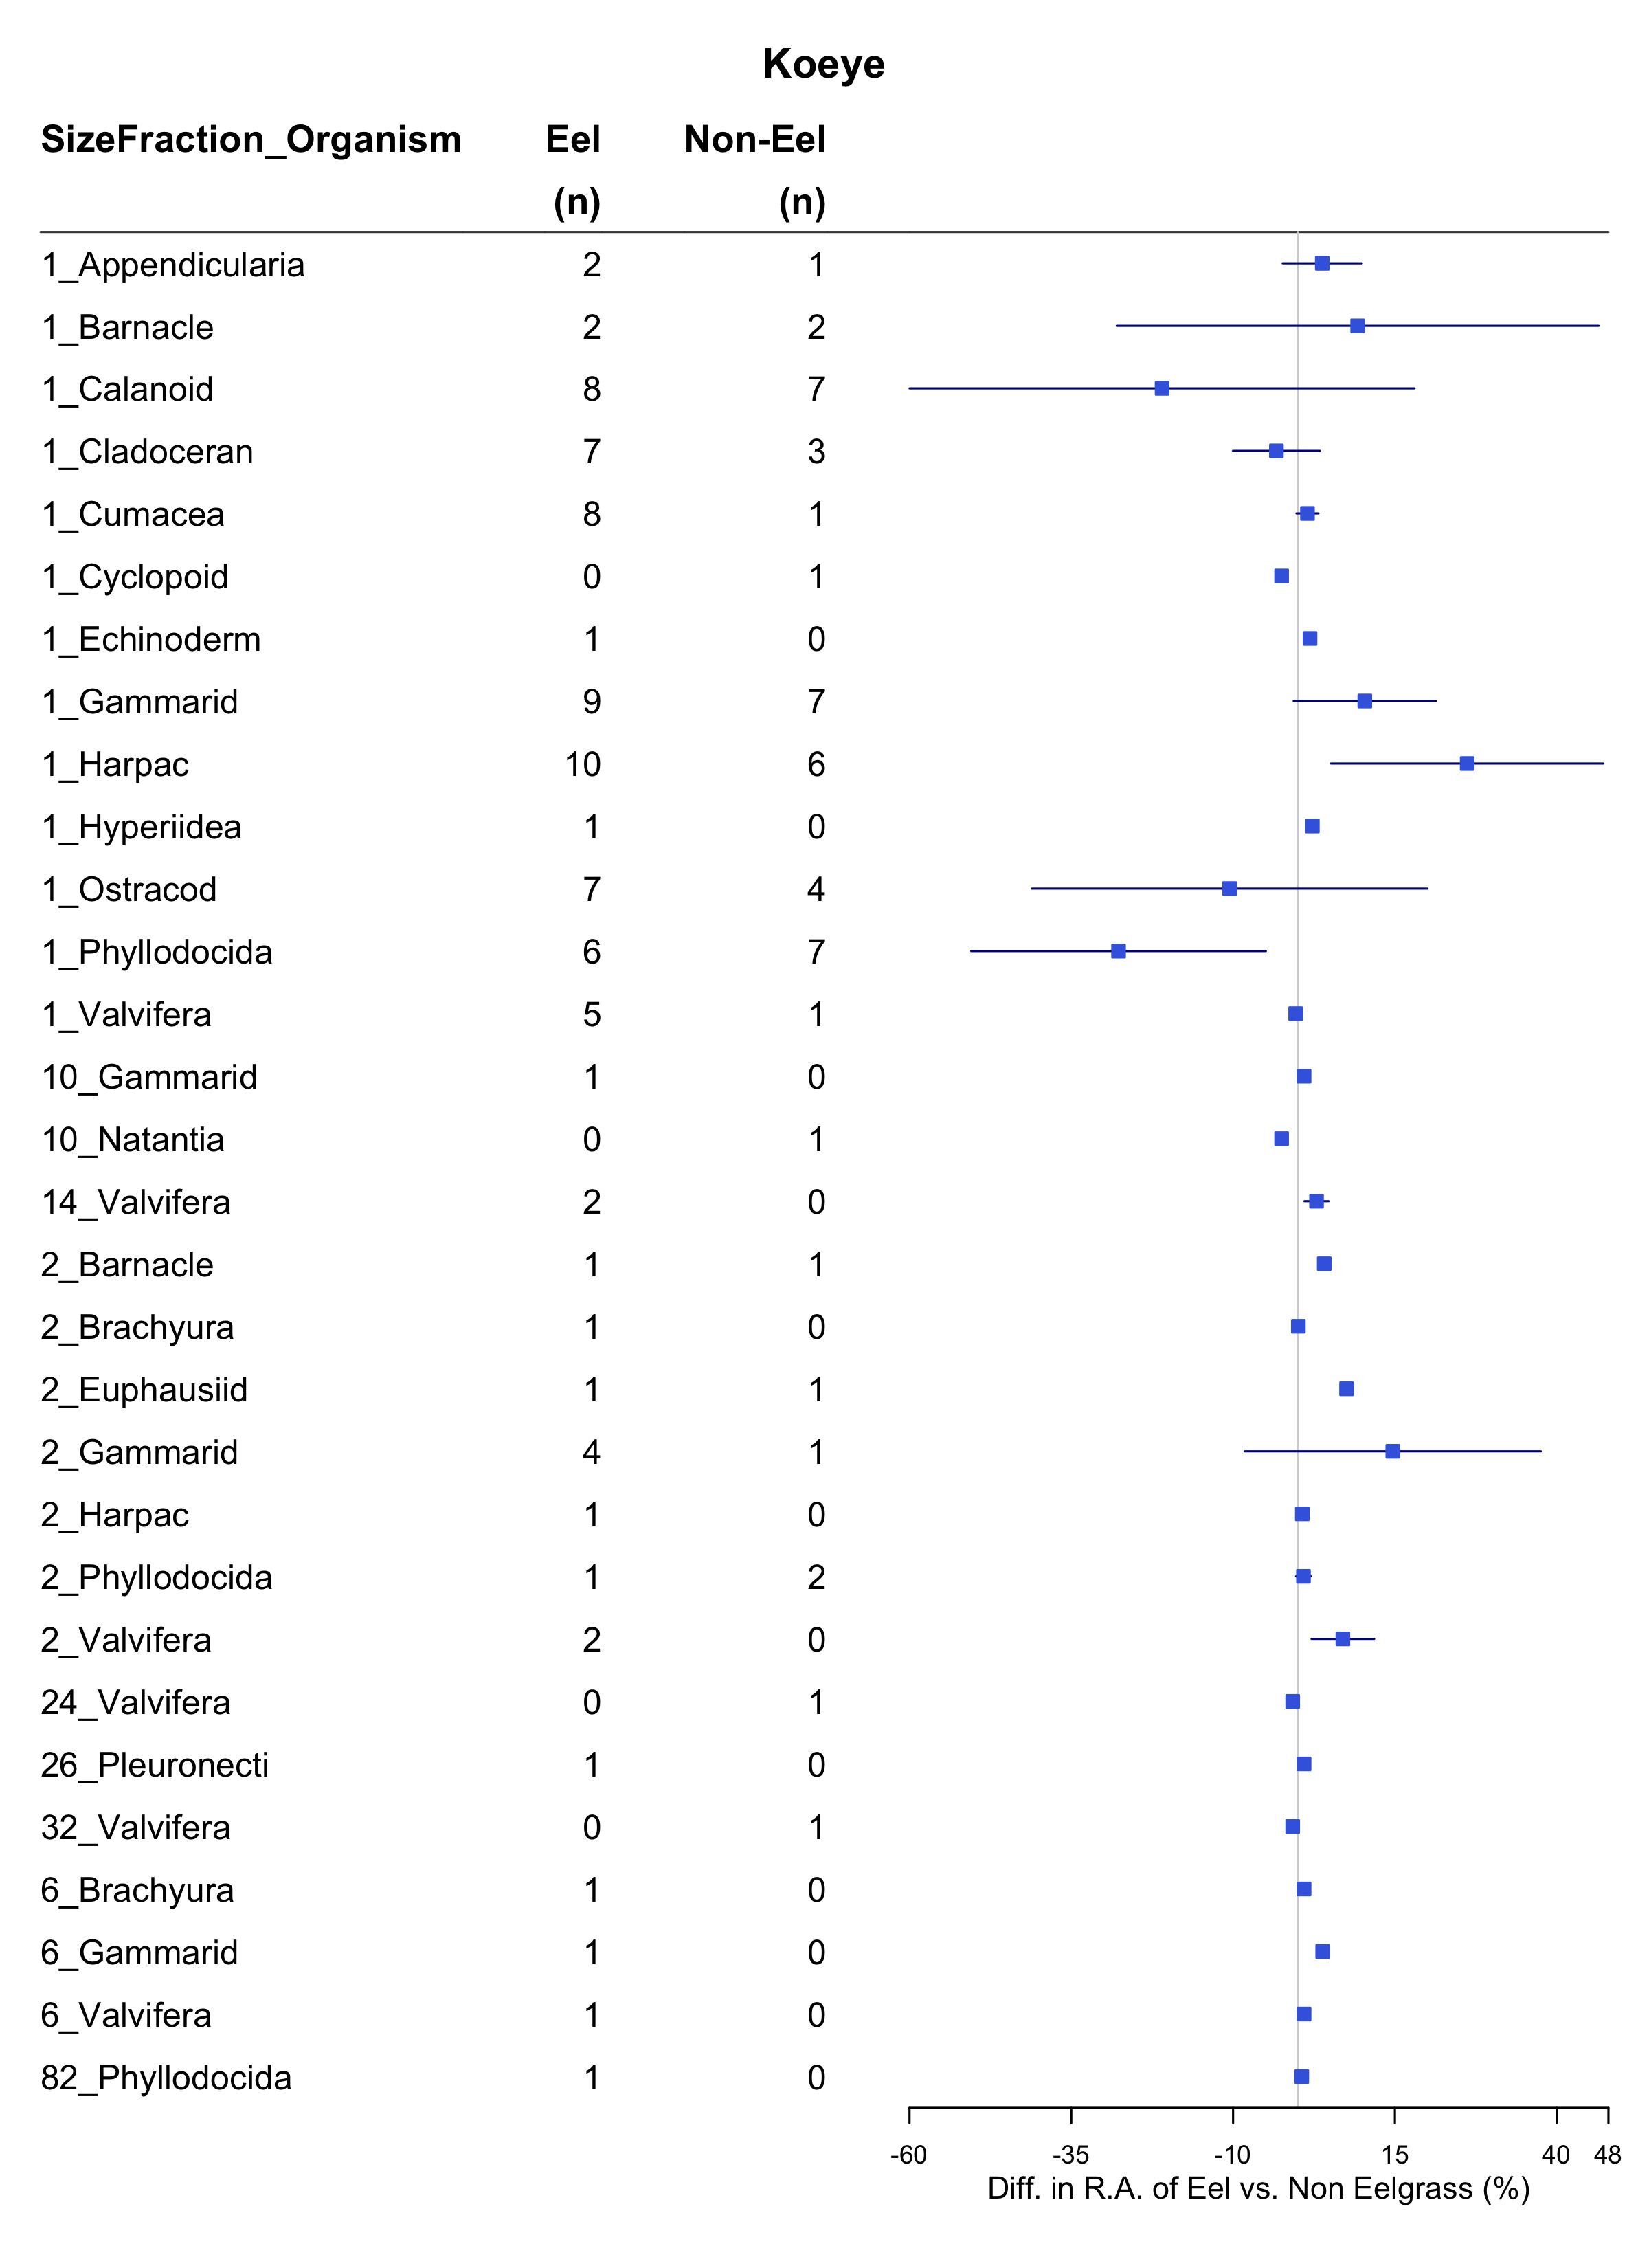 Koeye
SizeFraction_Organism Eel Non-Eel
(n) (n)
1_Appendicularia 2 1
1_Barnacle 2 2
1_Calanoid 8 7
1_Cladoceran 7 3
1_Cumacea 8 1
1_Cyclopoid 0 1
1_Echinoderm 1 0
1_Gammarid 9 7
1_Harpac 10 6
1_Hyperiidea 1 0
1_Ostracod 7 4
1_Phyllodocida 6 7
1_Valvifera 5 1
10_Gammarid 1 0
10_Natantia 0 1
14_Valvifera 2 0
2_Barnacle 1 1
2_Brachyura 1 0
2_Euphausiid 1 1
2_Gammarid 4 1
2_Harpac 1 0
2_Phyllodocida 1 2
2_Valvifera 2 0
24_Valvifera 0 1
26_Pleuronecti 1 0
32_Valvifera 0 1
6_Brachyura 1 0
6_Gammarid 1 0
6_Valvifera 1 0
82_Phyllodocida 1 0
-60 -35 -10 15 40 48
Diff. in R.A. of Eel vs. Non Eelgrass (%)